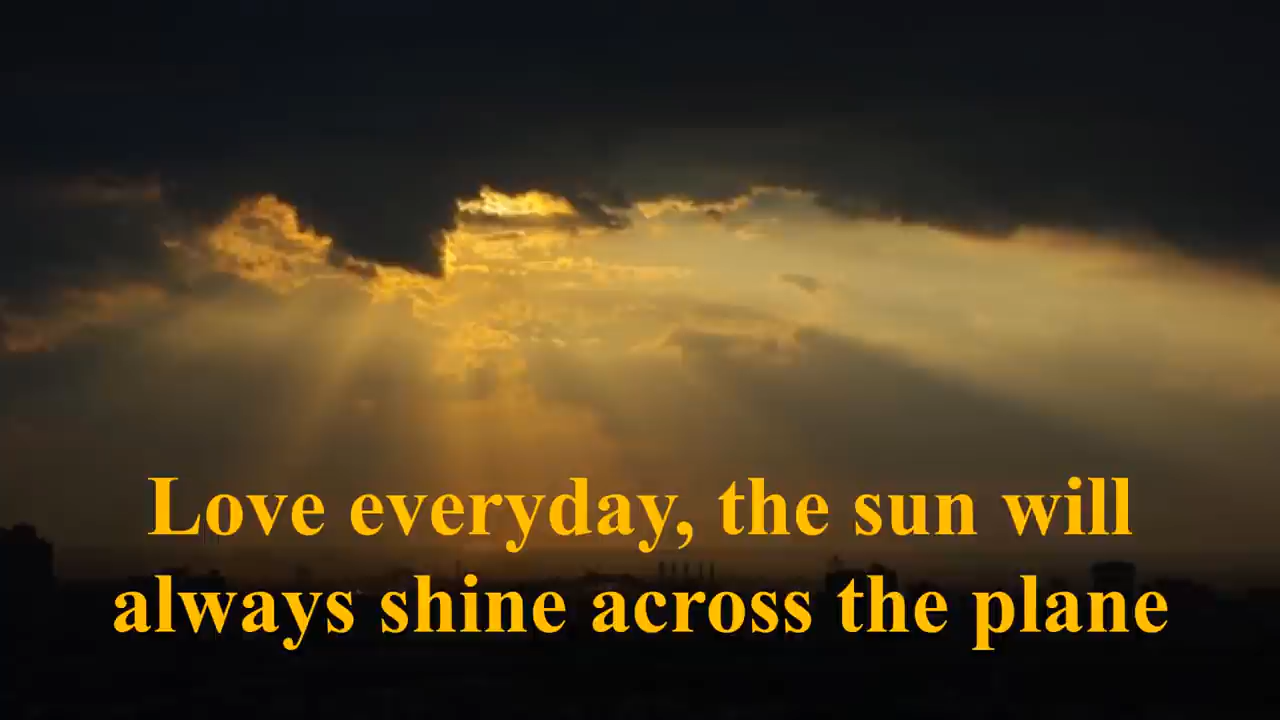 Love everyday, the sun will
always shine across the plane